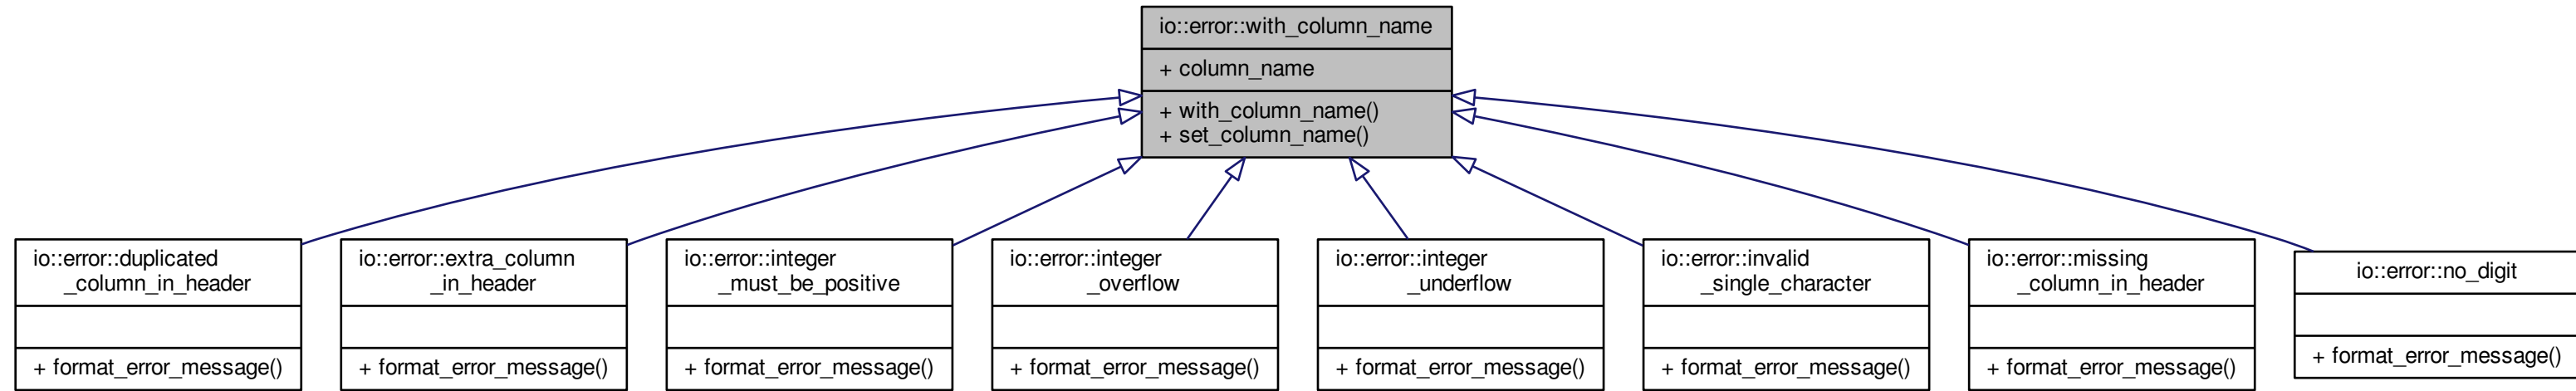 io::error::with_column_name
+ column_name
+ with_column_name()
+ set_column_name()
io::error::duplicated
_column_in_header
+ format_error_message()
io::error::extra_column
_in_header
+ format_error_message()
io::error::integer
_must_be_positive
+ format_error_message()
io::error::integer
_overflow
+ format_error_message()
io::error::integer
_underflow
+ format_error_message()
io::error::invalid
_single_character
+ format_error_message()
io::error::missing
_column_in_header
+ format_error_message()
io::error::no_digit
+ format_error_message()